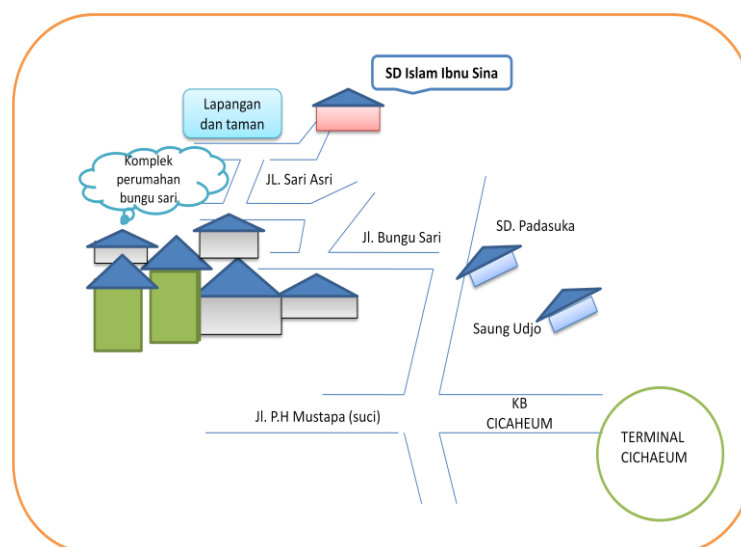 SD Islam Ibnu Sina
Lapangan
dan taman
Komplek
perumahan
bungu sari
JL. Sari Asri
SD. Padasuka
Jl. Bungu Sari
Saung Udjo
KB
CICAHEUM
Jl. P.H Mustapa (suci)
TERMINAL
CICHAEUM